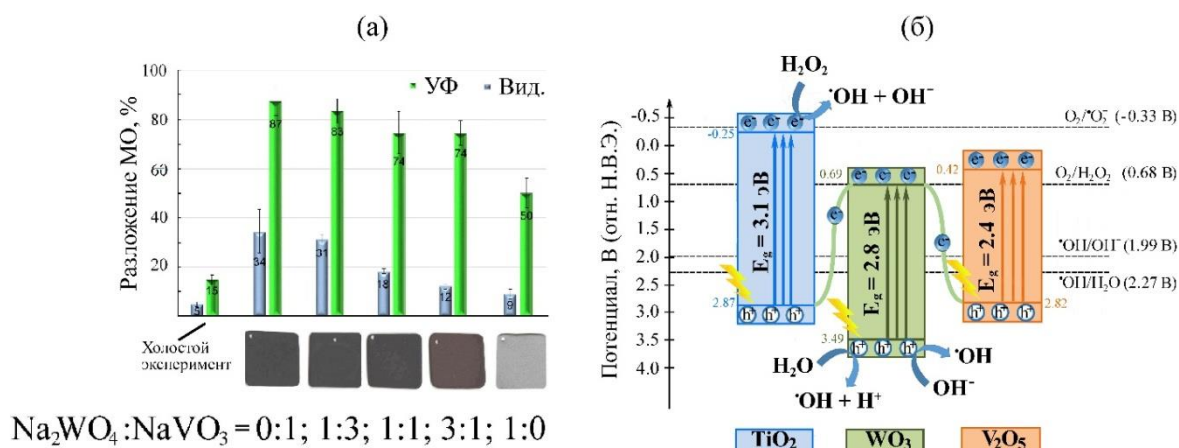 (а)
Разложение МО, %
100
80
60
40
20
УФ
Вид.
5
15
34
87
31
83
18
74
12
74
9
50
Холостой
эксперимент
Na₂WO₄:NaVO₃ = 0:1; 1:3; 1:1; 3:1; 1:0
(б)
Потенциал, В (отн. Н.В.Э.)
-0.5
0.0
0.5
1.0
1.5
2.0
2.5
3.0
3.5
4.0
H₂O₂
•OH + OH⁻
e⁻ e⁻ e⁻
-0.25
E_g = 3.1 эВ
2.87
h⁺ h⁺ h⁺
0.69
e⁻ e⁻ e⁻
E_g = 2.8 эВ
3.49
h⁺ h⁺ h⁺
e⁻
e⁻
0.42
e⁻ e⁻ e⁻
E_g = 2.4 эВ
2.82
h⁺ h⁺ h⁺
O₂/•O₂⁻ (-0.33 В)
O₂/H₂O₂ (0.68 В)
•OH/OH⁻ (1.99 В)
•OH/H₂O (2.27 В)
H₂O
•OH + H⁺
•OH
OH⁻
TiO₂
WO₃
V₂O₅